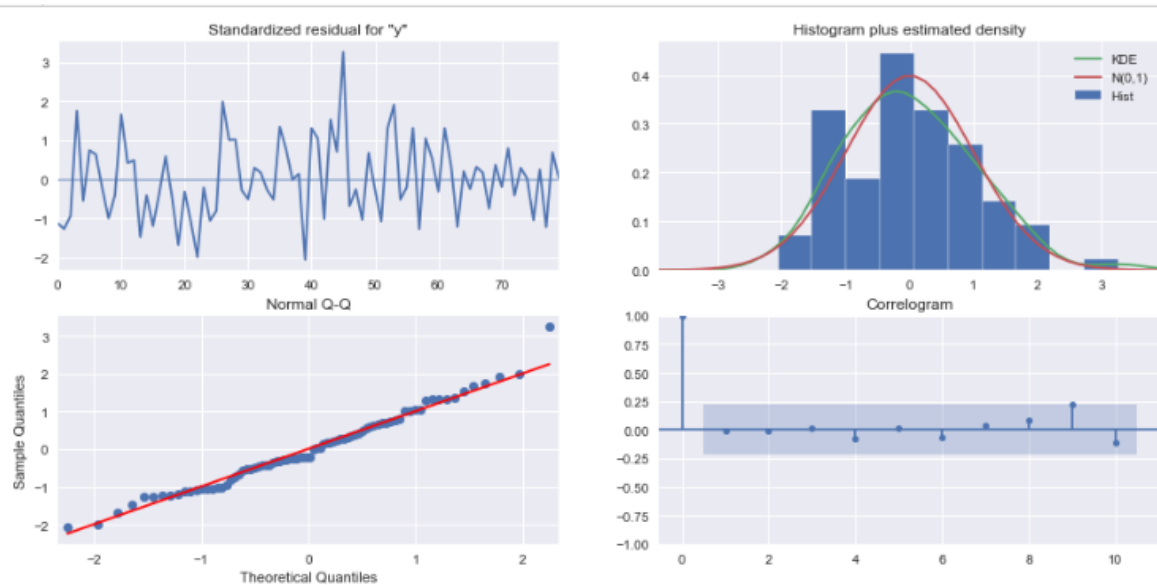 Standardized residual for "y"
3
2
1
0
−1
−2
0 10 20 30 40 50 60 70
Histogram plus estimated density
KDE
N(0,1)
Hist
0.4
0.3
0.2
0.1
0.0
−3 −2 −1 0 1 2 3
Normal Q-Q
Sample Quantiles
3
2
1
0
−1
−2
−2 −1 0 1 2
Theoretical Quantiles
Correlogram
1.00
0.75
0.50
0.25
0.00
−0.25
−0.50
−0.75
−1.00
0 2 4 6 8 10